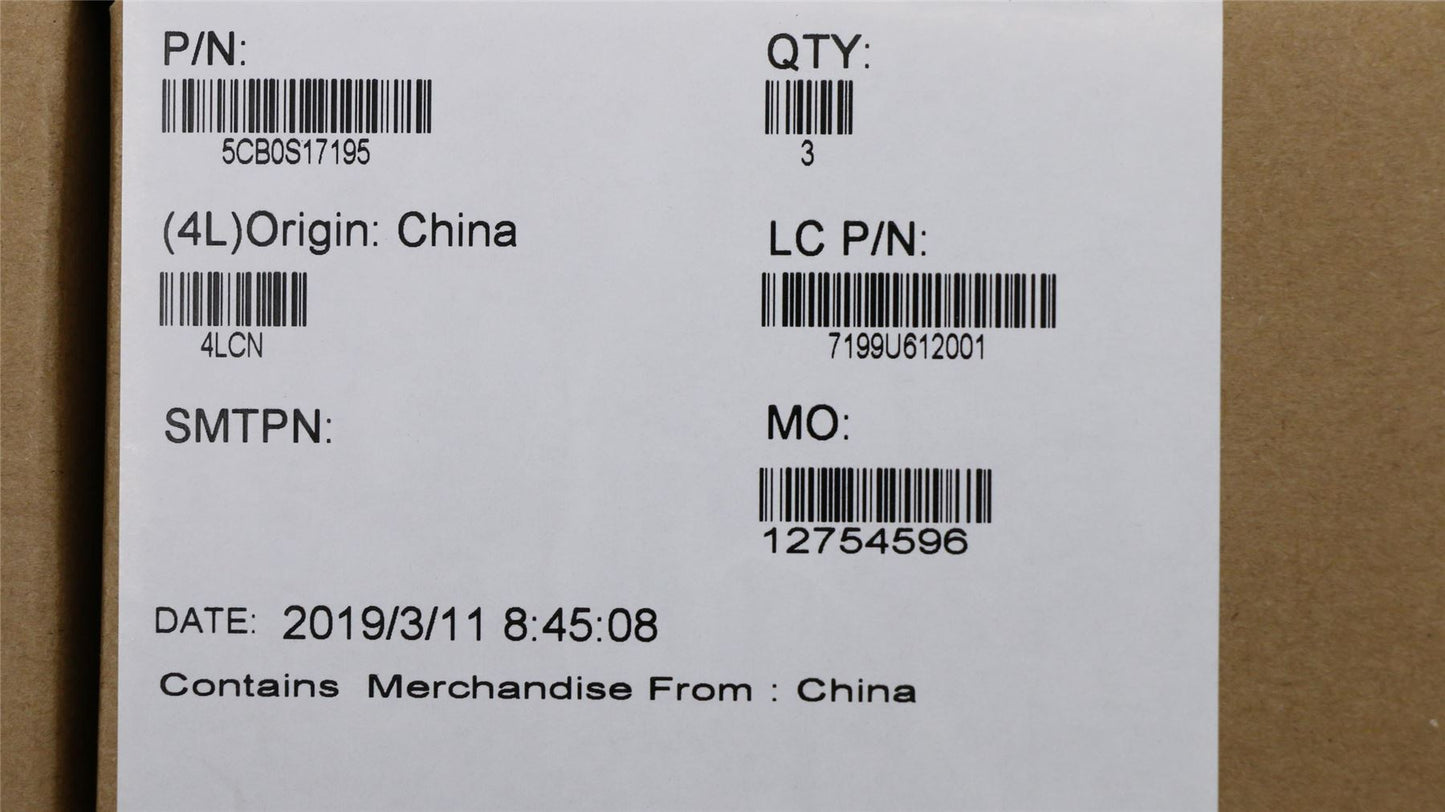 P/N:
5CB0S17195
QTY:
3
(4L)Origin: China
4LCN
LC P/N:
7199U612001
SMTPN:
MO:
12754596
DATE: 2019/3/11 8:45:08
Contains Merchandise From : China